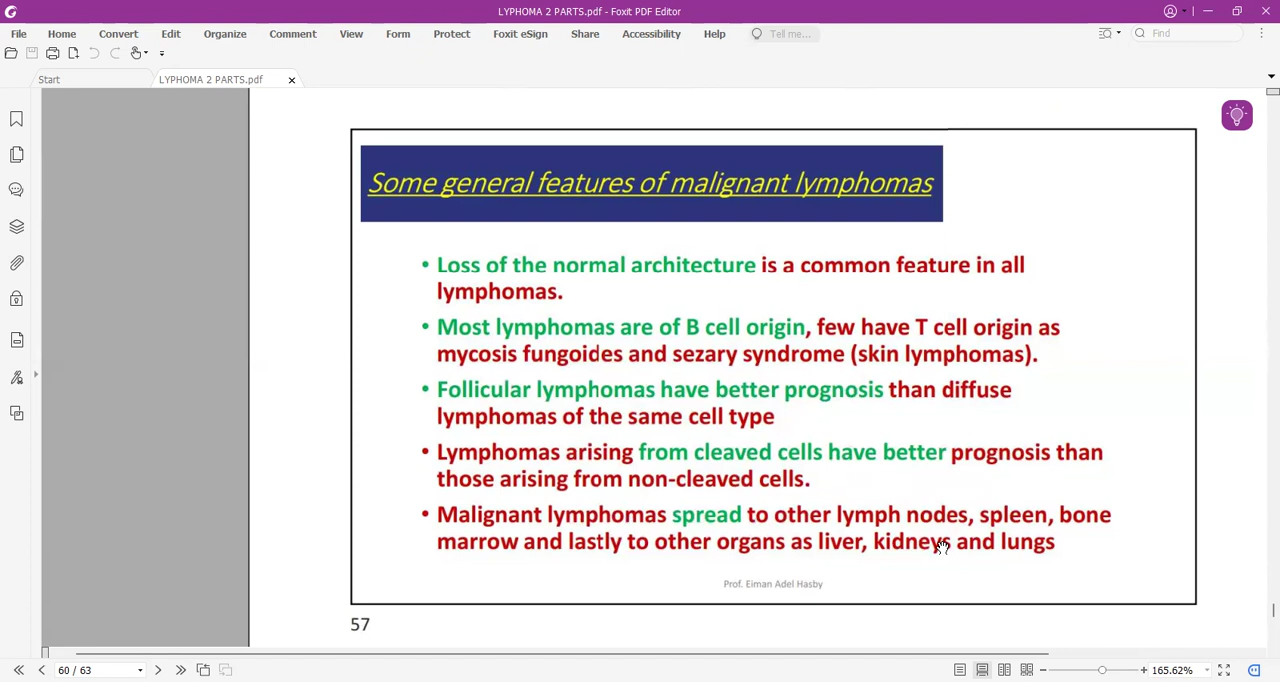 LYPHOMA 2 PARTS.pdf - Foxit PDF Editor
File Home Convert Edit Organize Comment View Form Protect Foxit eSign Share Accessibility Help Tell me... Find
Start LYPHOMA 2 PARTS.pdf
Some general features of malignant lymphomas
• Loss of the normal architecture is a common feature in all
lymphomas.
• Most lymphomas are of B cell origin, few have T cell origin as
mycosis fungoides and sezary syndrome (skin lymphomas).
• Follicular lymphomas have better prognosis than diffuse
lymphomas of the same cell type
• Lymphomas arising from cleaved cells have better prognosis than
those arising from non-cleaved cells.
• Malignant lymphomas spread to other lymph nodes, spleen, bone
marrow and lastly to other organs as liver, kidneys and lungs
Prof. Eiman Adel Hasby
57
60 / 63 165.62%